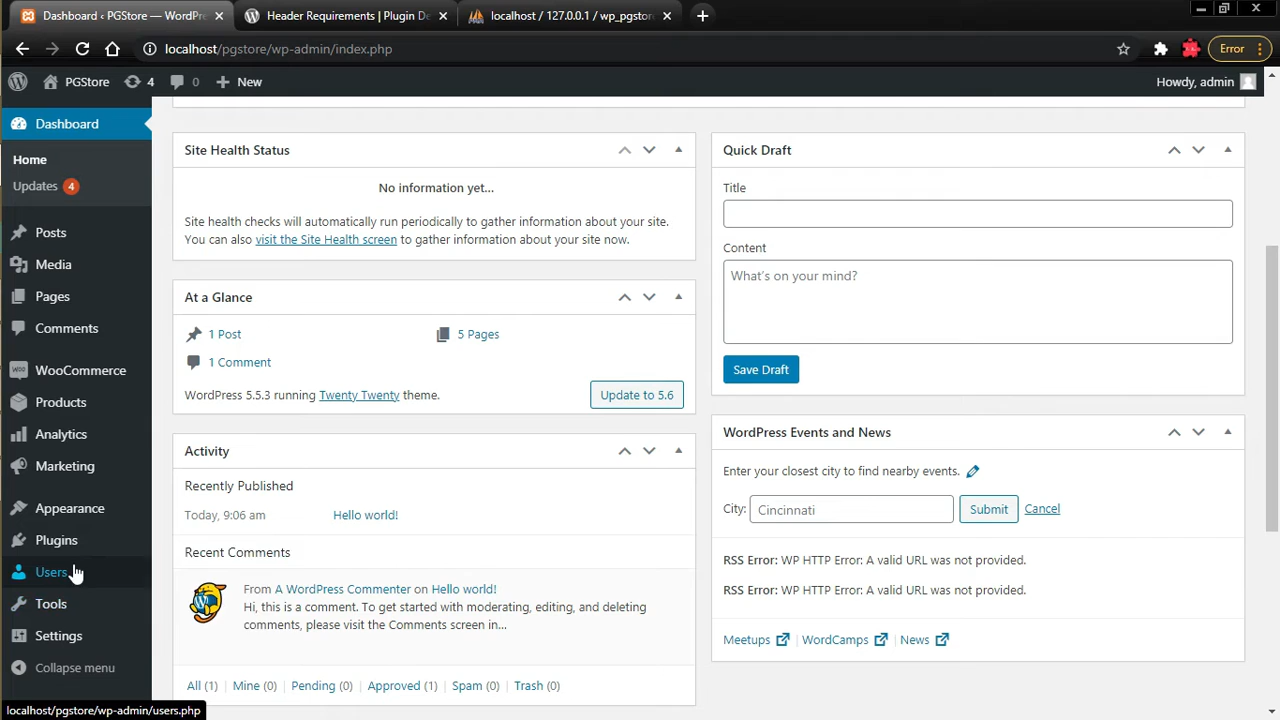 Dashboard ‹ PGStore — WordPre
Header Requirements | Plugin De
localhost / 127.0.0.1 / wp_pgstor
localhost/pgstore/wp-admin/index.php
Error
PGStore
4
0
New
Howdy, admin
Dashboard
Home
Updates 4
Posts
Media
Pages
Comments
WooCommerce
Products
Analytics
Marketing
Appearance
Plugins
Users
Tools
Settings
Collapse menu
localhost/pgstore/wp-admin/users.php
Site Health Status
No information yet...
Site health checks will automatically run periodically to gather information about your site.
You can also visit the Site Health screen to gather information about your site now.
At a Glance
1 Post
5 Pages
1 Comment
WordPress 5.5.3 running Twenty Twenty theme.
Update to 5.6
Activity
Recently Published
Today, 9:06 am
Hello world!
Recent Comments
From A WordPress Commenter on Hello world!
Hi, this is a comment. To get started with moderating, editing, and deleting
comments, please visit the Comments screen in...
All (1) | Mine (0) | Pending (0) | Approved (1) | Spam (0) | Trash (0)
Quick Draft
Title
Content
What's on your mind?
Save Draft
WordPress Events and News
Enter your closest city to find nearby events.
City: Cincinnati Submit Cancel
RSS Error: WP HTTP Error: A valid URL was not provided.
RSS Error: WP HTTP Error: A valid URL was not provided.
Meetups | WordCamps | News